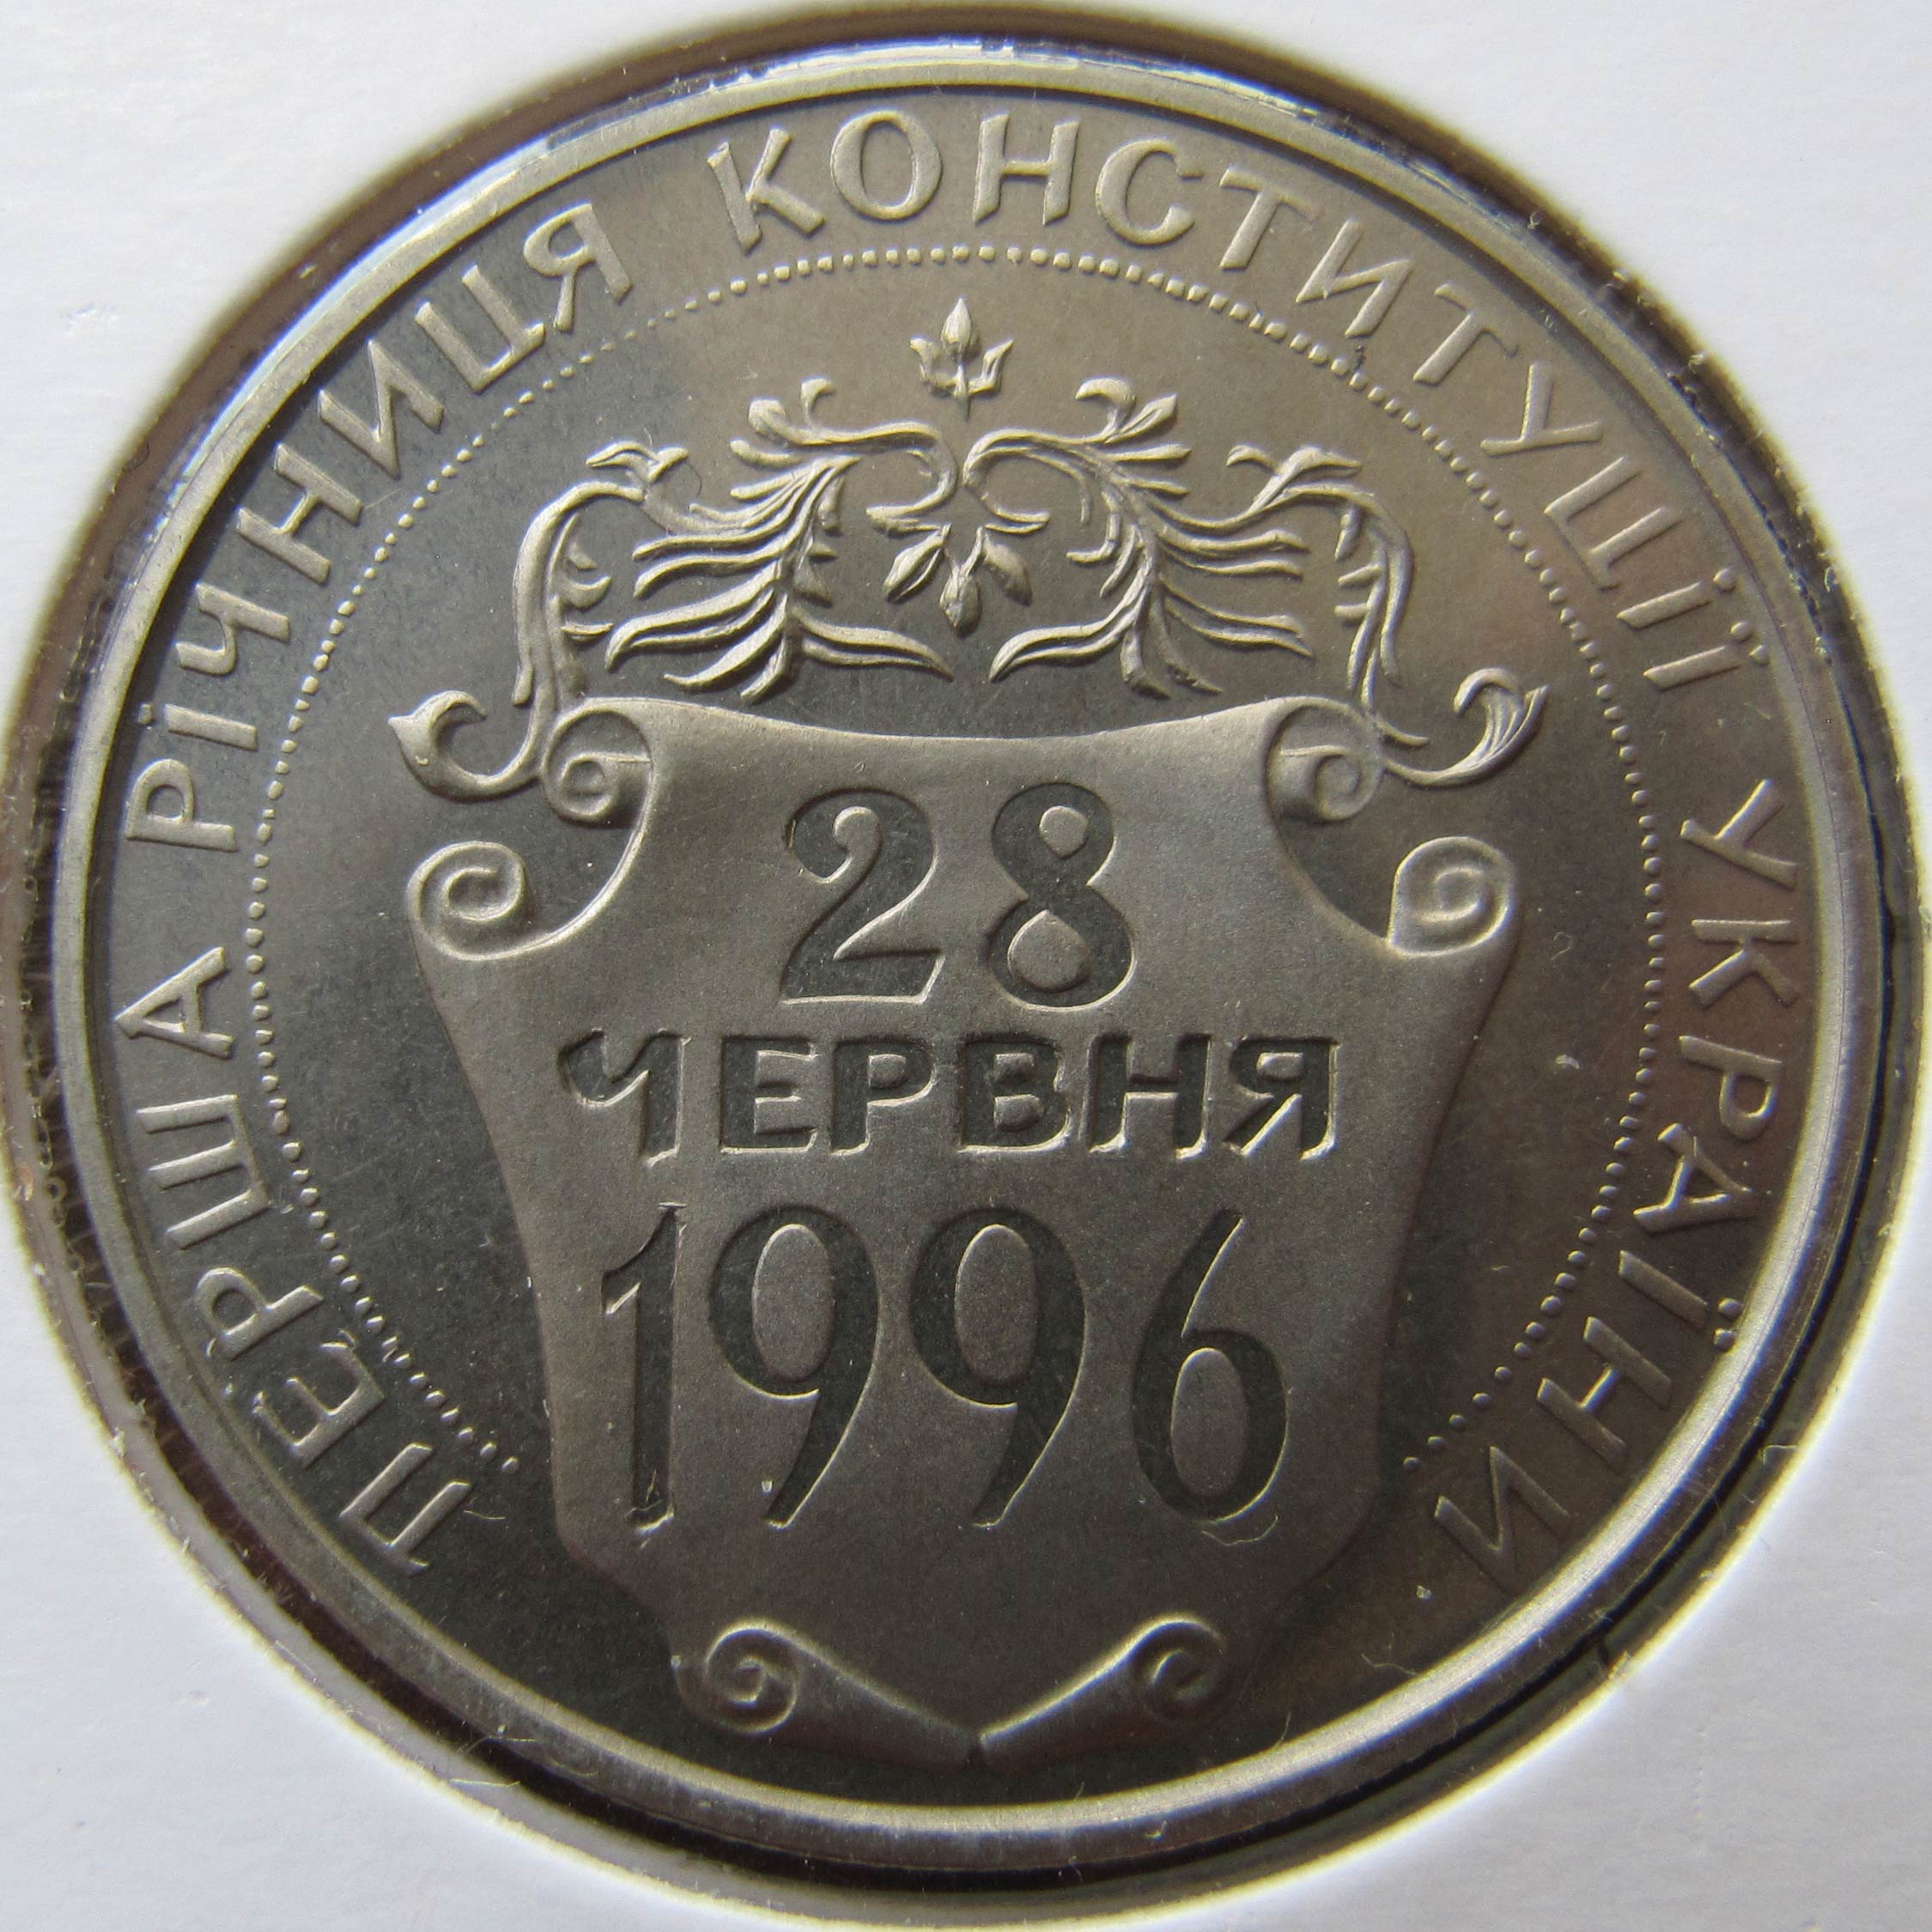 ПЕРША РІЧНИЦЯ КОНСТИТУЦІЇ УКРАЇНИ
28
ЧЕРВНЯ
1996